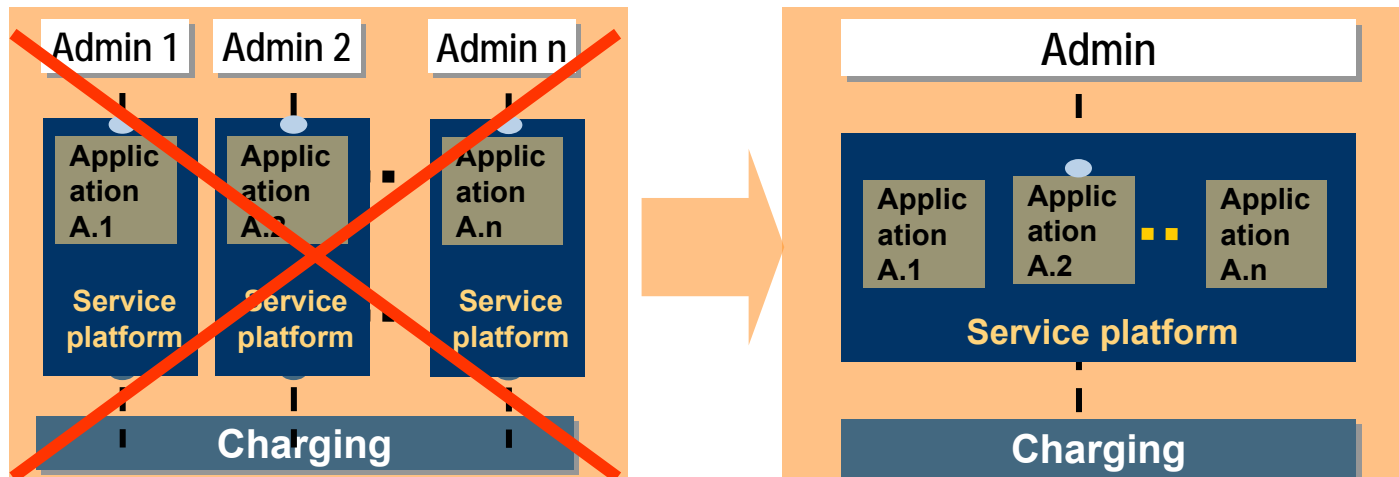 Admin 1
Admin 2
Admin n
Applic
ation
A.1
Applic
ation
A.2
Applic
ation
A.n
Service
platform
Service
platform
Service
platform
Charging
Admin
Applic
ation
A.1
Applic
ation
A.2
Applic
ation
A.n
Service platform
Charging